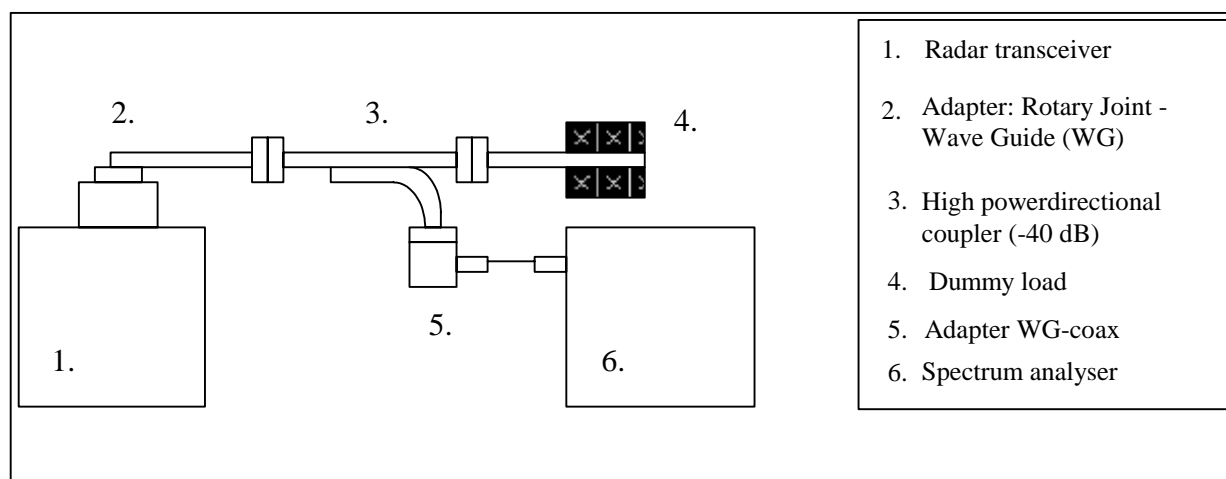 2.
3.
4.
1.
5.
6.
1. Radar transceiver
2. Adapter: Rotary Joint -
Wave Guide (WG)
3. High powerdirectional
coupler (-40 dB)
4. Dummy load
5. Adapter WG-coax
6. Spectrum analyser